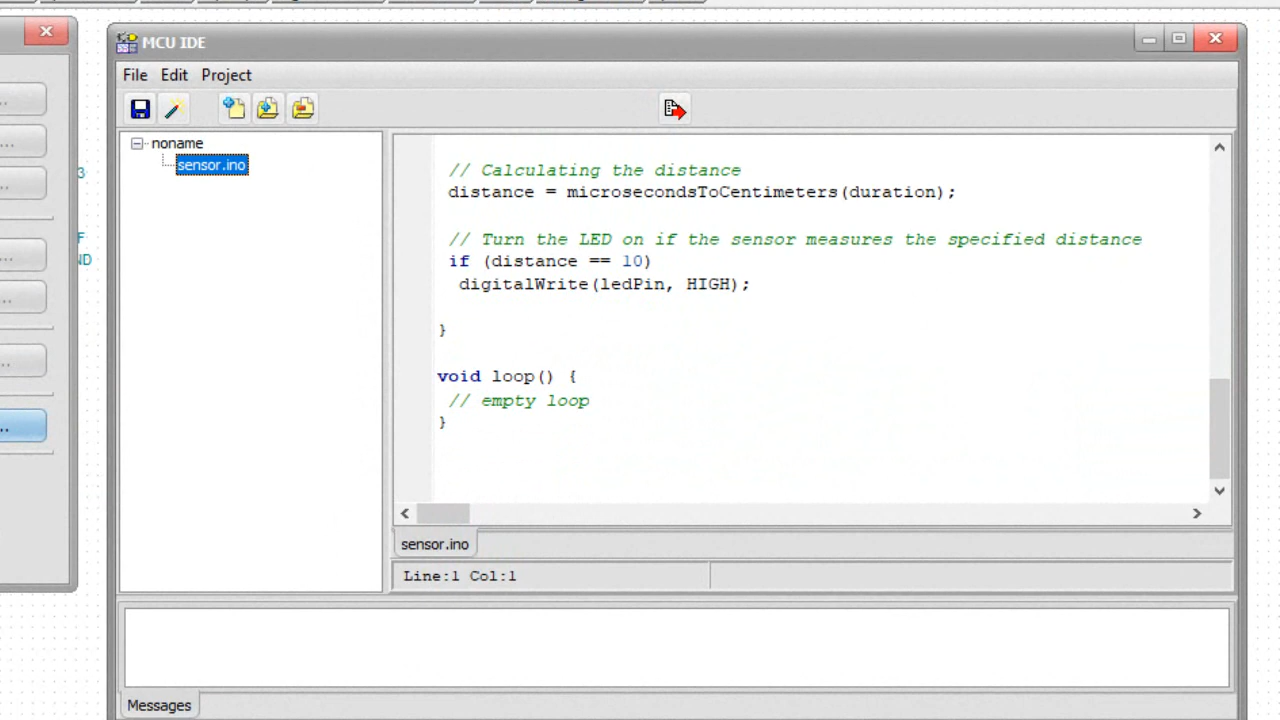 MCU IDE
File Edit Project
noname
sensor.ino
// Calculating the distance
distance = microsecondsToCentimeters(duration);
// Turn the LED on if the sensor measures the specified distance
if (distance == 10)
digitalWrite(ledPin, HIGH);
}
void loop() {
// empty loop
}
sensor.ino
Line:1 Col:1
Messages